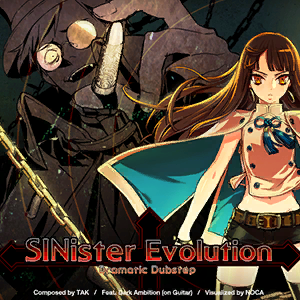 SINister Evolution
Dramatic Dubstep
Composed by TAK / Feat. Dark Ambition (on Guitar) / Visualized by NOCA